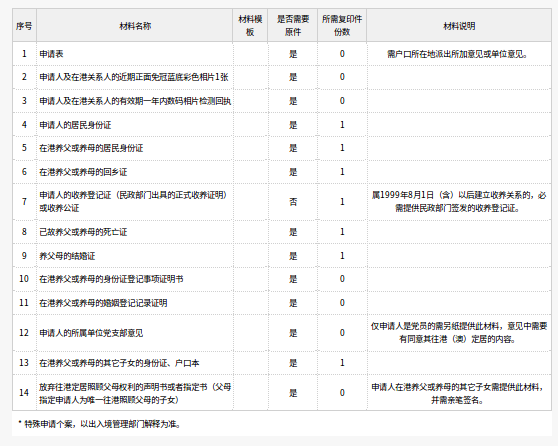 序号 材料名称 材料模板 是否需要原件 所需复印件份数 材料说明
1 申请表 是 0 需户口所在地派出所加意见或单位意见。
2 申请人及在港关系人的近期正面免冠蓝底彩色相片1张 是 0
3 申请人及在港关系人的有效期一年内数码相片检测回执 是 0
4 申请人的居民身份证 是 1
5 在港养父或养母的居民身份证 是 1
6 在港养父或养母的回乡证 是 1
7 申请人的收养登记证（民政部门出具的正式收养证明）或收养公证 否 1 属1999年8月1日（含）以后建立收养关系的，必需提供民政部门签发的收养登记证。
8 已故养父或养母的死亡证 是 1
9 养父母的结婚证 是 1
10 在港养父或养母的身份证登记事项证明书 是 0
11 在港养父或养母的婚姻登记记录证明 是 0
12 申请人的所属单位党支部意见 是 0 仅申请人是党员的需另纸提供此材料，意见中需要有同意其往港（澳）定居的内容。
13 在港养父或养母的其它子女的身份证、户口本 是 1
14 放弃往港定居照顾父母权利的声明书或者指定书（父母指定申请人为唯一往港照顾父母的子女） 是 0 申请人在港养父或养母的其它子女需提供此材料，并需亲笔签名。
* 特殊申请个案，以出入境管理部门解释为准。